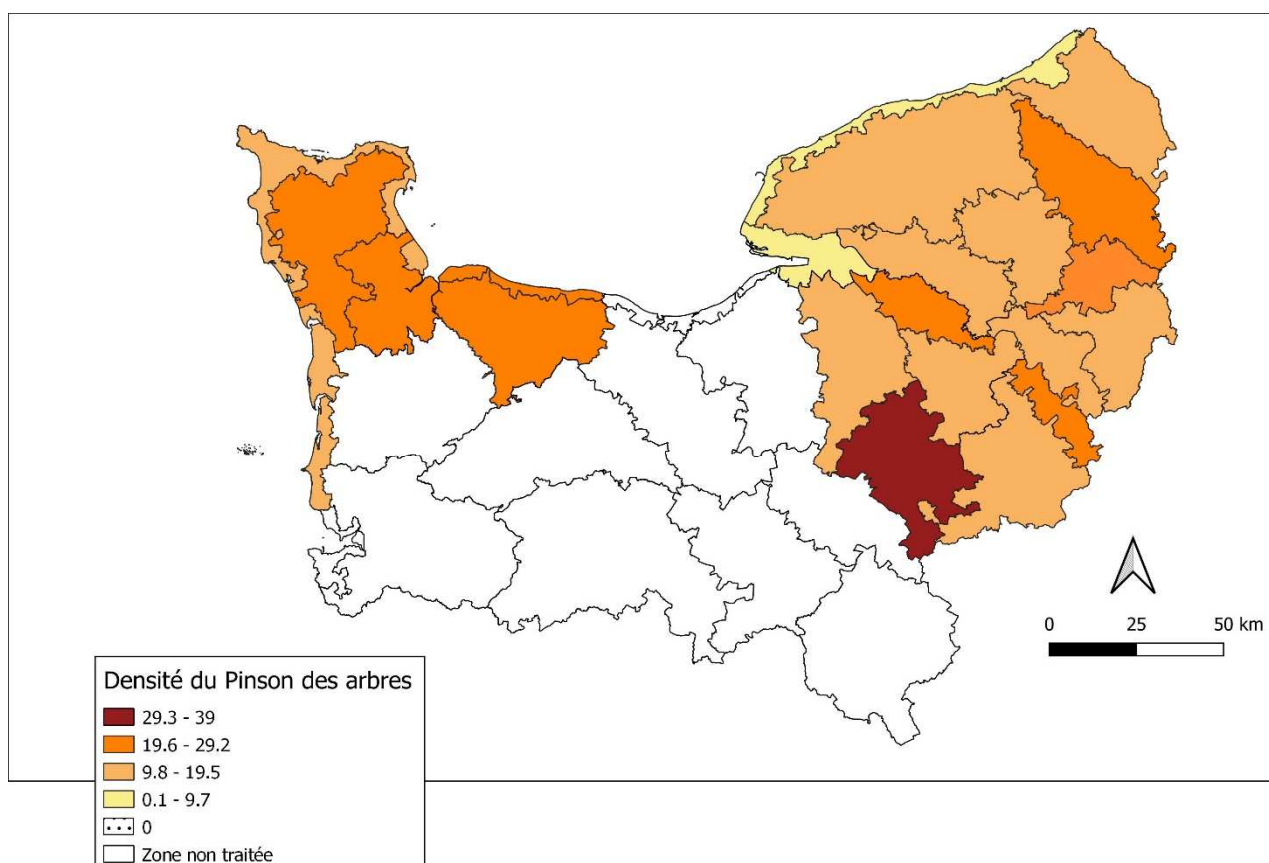 0 25 50 km
Densité du Pinson des arbres
29.3 - 39
19.6 - 29.2
9.8 - 19.5
0.1 - 9.7
0
Zone non traitée